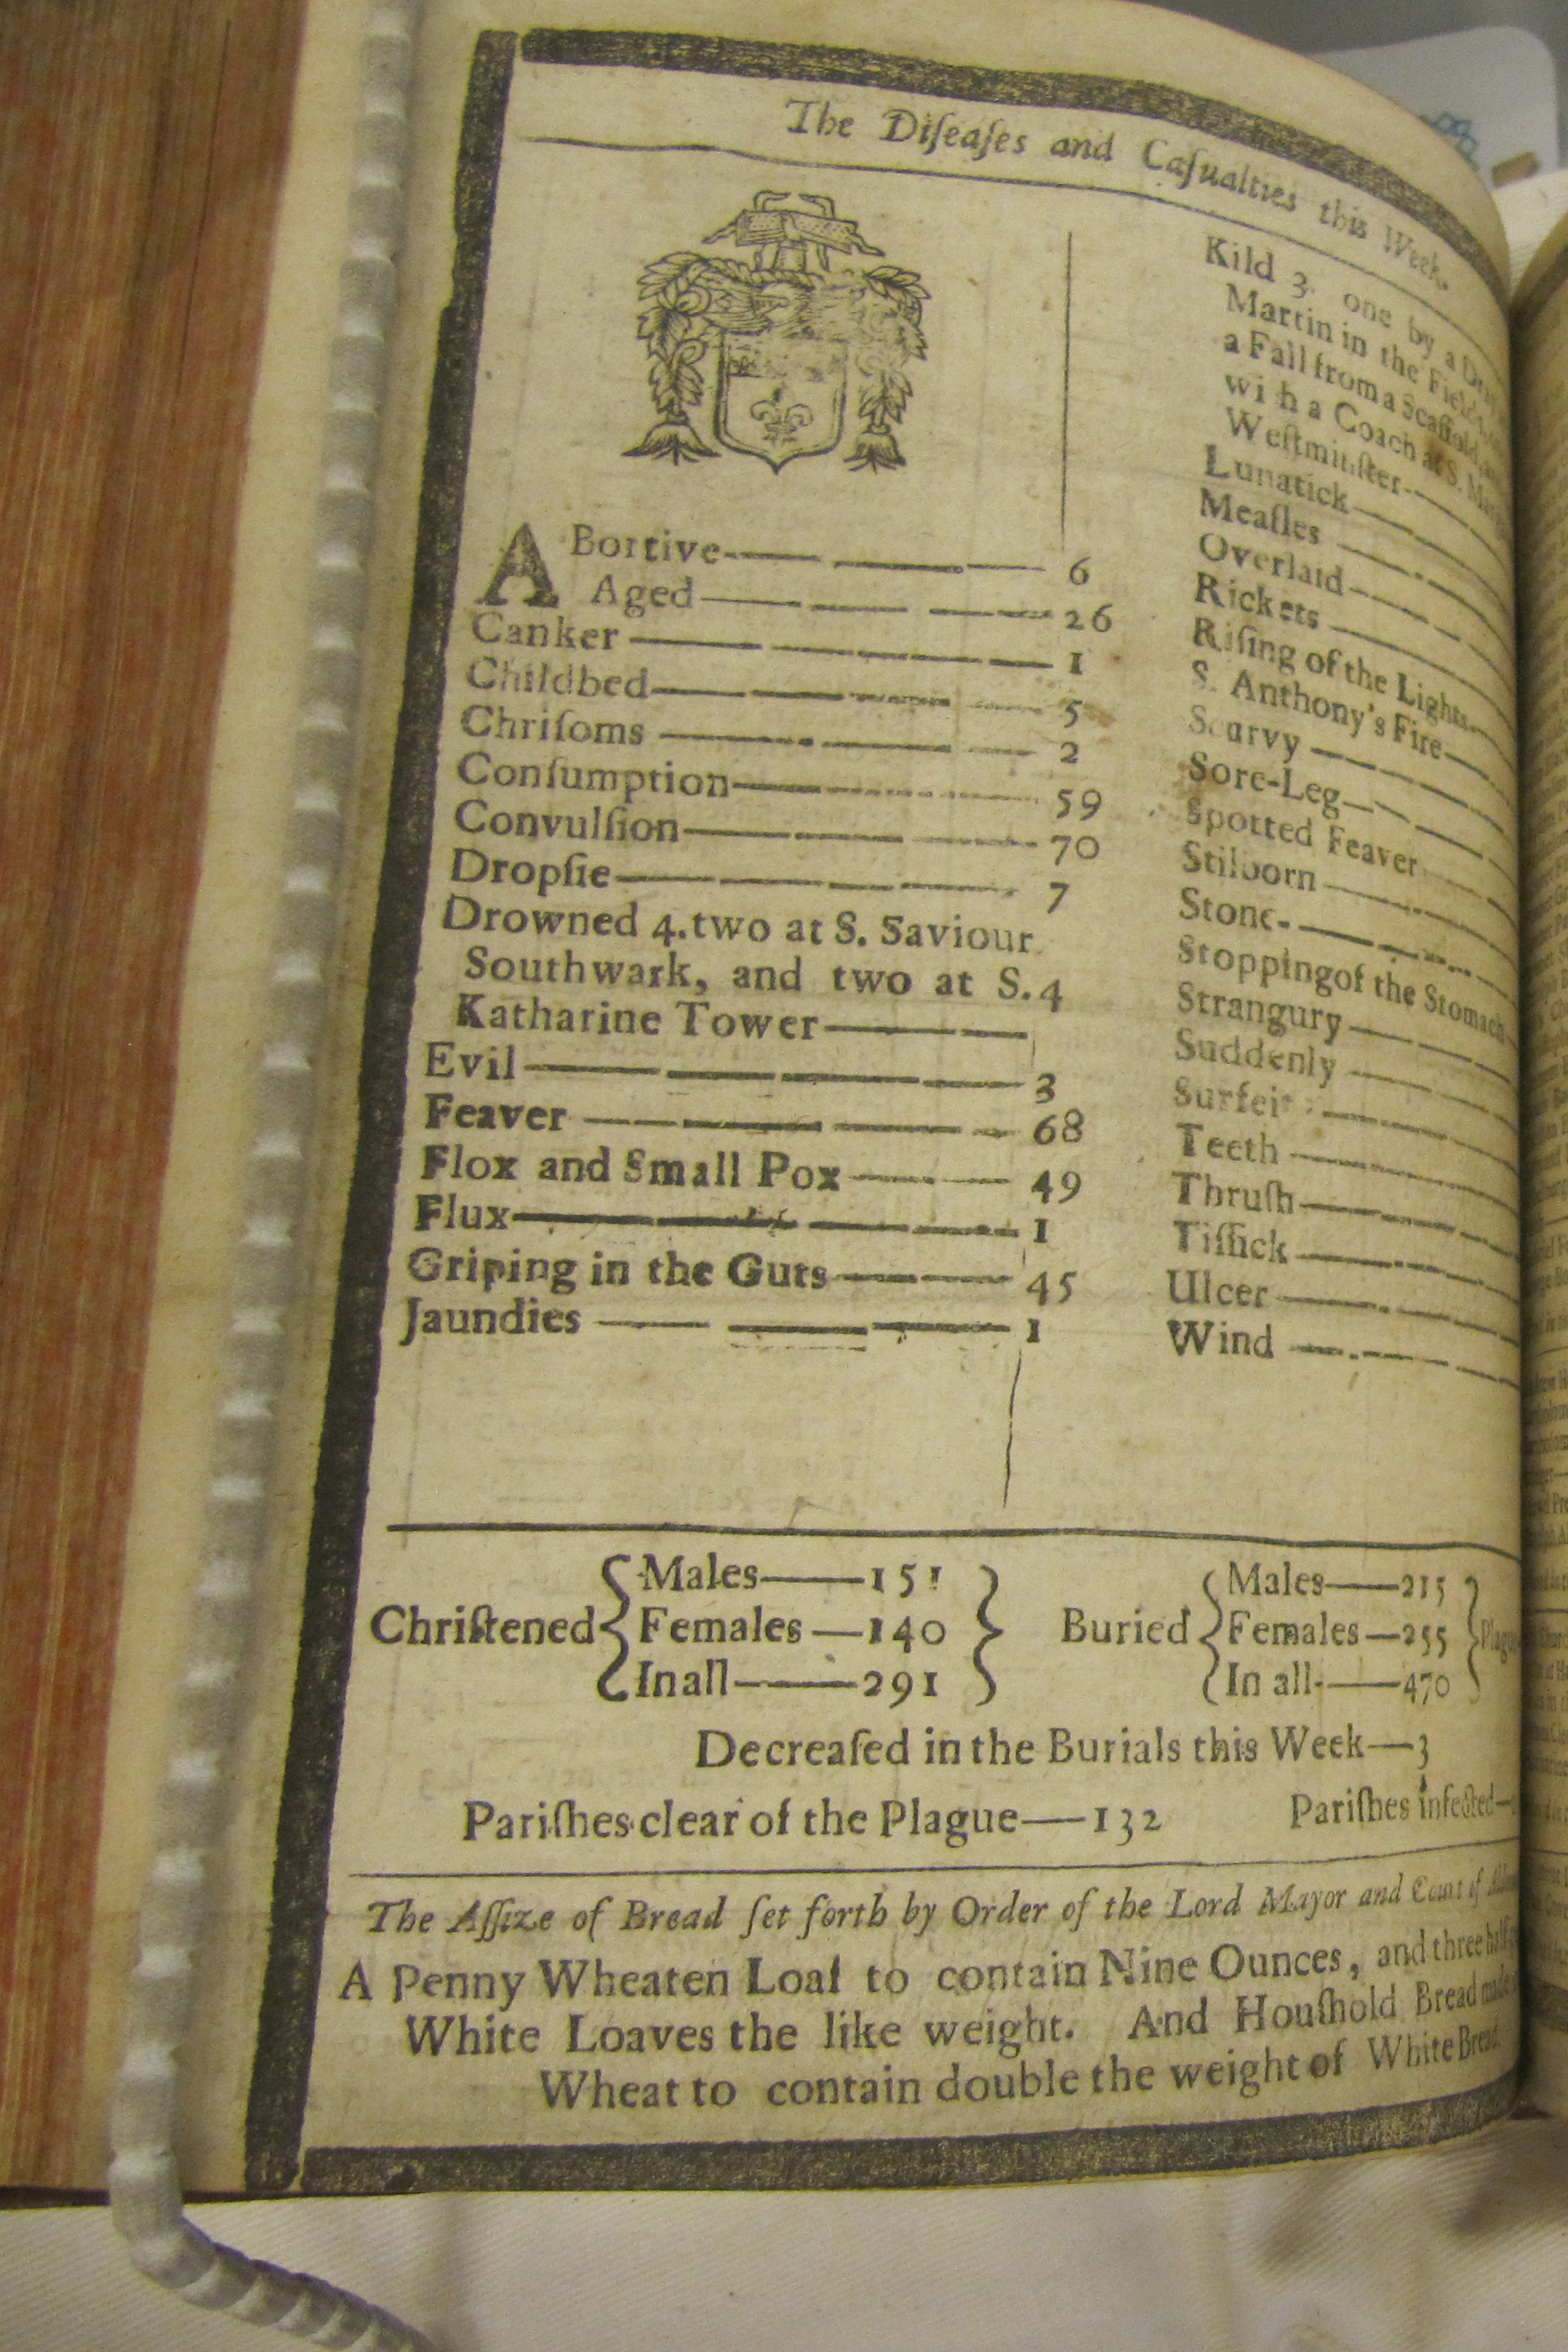 The Diſeaſes and Caſualties this Week.
ABortive 6
Aged 26
Canker 1
Childbed 5
Chriſoms 2
Conſumption 59
Convulſion 70
Dropſie 7
Drowned 4. two at S. Saviour
Southwark, and two at S. 4
Katharine Tower
Evil 3
Feaver 68
Flox and Small Pox 49
Flux 1
Griping in the Guts 45
Jaundies 1
Kild 3. one by a
Martin in the
a Fall from a Scaffold
with a Coach at S.
Weſtminſter
Lunatick
Meaſles
Overlaid
Rickets
Riſing of the Lights
S. Anthony's Fire
Scurvy
Sore-Leg
Spotted Feaver
Stilborn
Stone
Stopping of the Stomach
Strangury
Suddenly
Surfeit
Teeth
Thruſh
Tiſſick
Ulcer
Wind
Chriſtened
Males—151
Females—140
In all—291
Buried
Males—215
Females—255
In all—470
Decreaſed in the Burials this Week—3
Pariſhes clear of the Plague—132 Pariſhes infected—
The Aſſize of Bread ſet forth by Order of the Lord Mayor and Court of
A Penny Wheaten Loaf to contain Nine Ounces, and three half
White Loaves the like weight. And Houſhold Bread made
Wheat to contain double the weight of White Bread